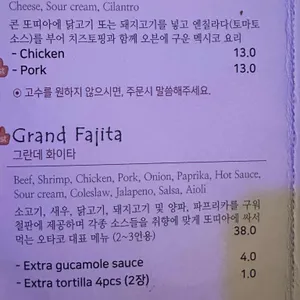 Cheese, Sour cream, Cilantro
콘 또띠아에 닭고기 또는 돼지고기를 넣고 엔칠라다(토마토
소스)를 부어 치즈토핑과 함께 오븐에 구운 멕시코 요리
- Chicken 13.0
- Pork 13.0
고수를 원하지 않으시면, 주문시 말씀해주세요.
Grand Fajita
그란데 화이타
Beef, Shrimp, Chicken, Pork, Onion, Paprika, Hot Sauce,
Sour cream, Coleslaw, Jalapeno, Salsa, Aioli
소고기, 새우, 닭고기, 돼지고기 및 양파, 파프리카를 구워
철판에 제공하며 각종 소스들을 취향에 맞게 또띠아에 싸서
먹는 오타코 대표 메뉴 (2~3인용) 38.0
- Extra gucamole sauce 4.0
- Extra tortilla 4pcs (2장) 1.0